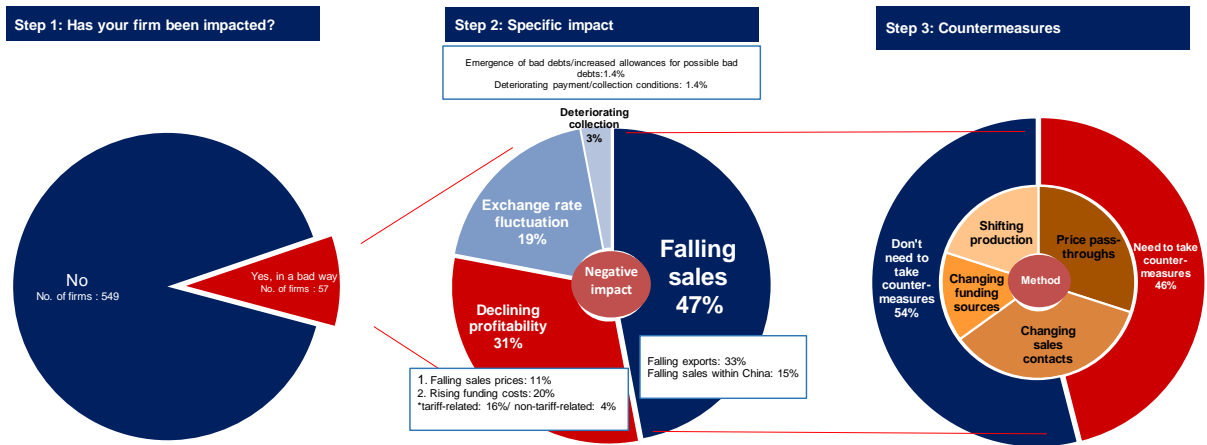 Step 1: Has your firm been impacted?
No
No. of firms : 549
Yes, in a bad way
No. of firms : 57
Step 2: Specific impact
Emergence of bad debts/increased allowances for possible bad
debts:1.4%
Deteriorating payment/collection conditions: 1.4%
Deteriorating
collection
3%
Exchange rate
fluctuation
19%
Falling
sales
47%
Negative
impact
Declining
profitability
31%
Falling exports: 33%
Falling sales within China: 15%
1. Falling sales prices: 11%
2. Rising funding costs: 20%
*tariff-related: 16%/ non-tariff-related: 4%
Step 3: Countermeasures
Don't
need to
take
counter-
measures
54%
Shifting
production
Price pass-
throughs
Need to take
counter-
measures
46%
Changing
funding
sources
Method
Changing
sales
contacts